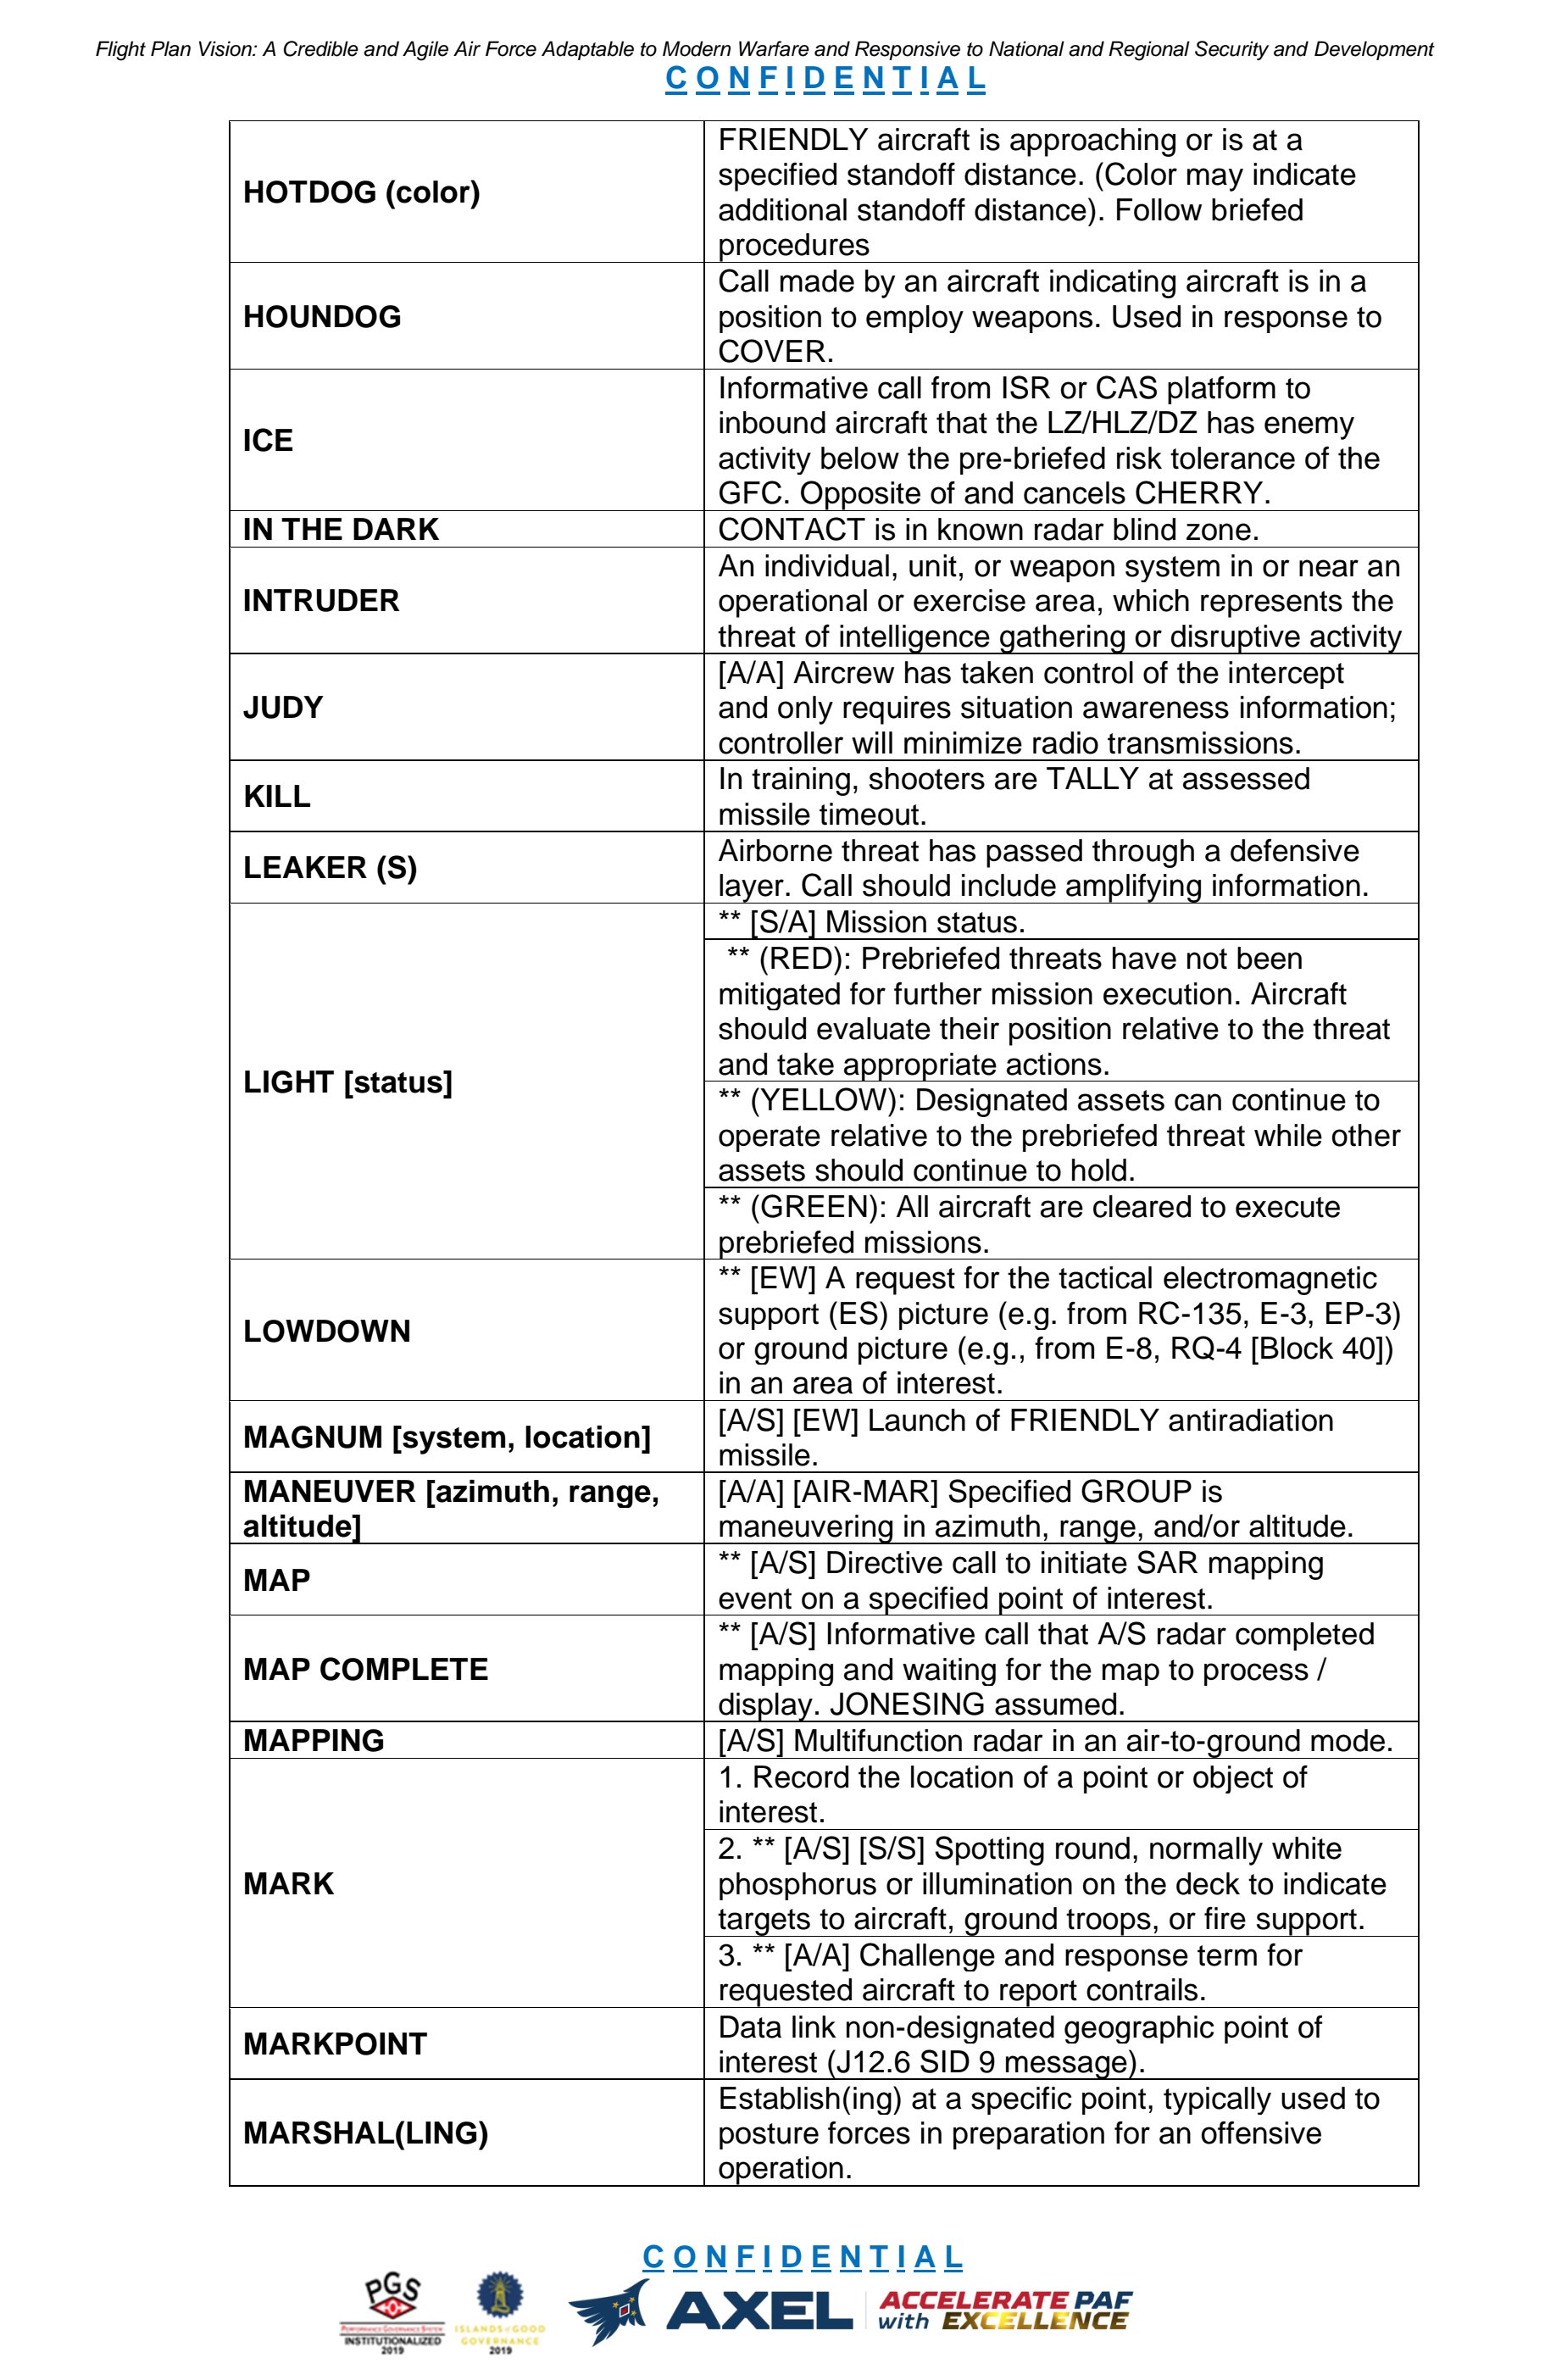 Flight Plan Vision: A Credible and Agile Air Force Adaptable to Modern Warfare and Responsive to National and Regional Security and Development
CONFIDENTIAL
HOTDOG (color)
FRIENDLY aircraft is approaching or is at a
specified standoff distance. (Color may indicate
additional standoff distance). Follow briefed
procedures
HOUNDOG
Call made by an aircraft indicating aircraft is in a
position to employ weapons. Used in response to
COVER.
ICE
Informative call from ISR or CAS platform to
inbound aircraft that the LZ/HLZ/DZ has enemy
activity below the pre-briefed risk tolerance of the
GFC. Opposite of and cancels CHERRY.
IN THE DARK
CONTACT is in known radar blind zone.
INTRUDER
An individual, unit, or weapon system in or near an
operational or exercise area, which represents the
threat of intelligence gathering or disruptive activity
JUDY
[A/A] Aircrew has taken control of the intercept
and only requires situation awareness information;
controller will minimize radio transmissions.
KILL
In training, shooters are TALLY at assessed
missile timeout.
LEAKER (S)
Airborne threat has passed through a defensive
layer. Call should include amplifying information.
LIGHT [status]
** [S/A] Mission status.
** (RED): Prebriefed threats have not been
mitigated for further mission execution. Aircraft
should evaluate their position relative to the threat
and take appropriate actions.
** (YELLOW): Designated assets can continue to
operate relative to the prebriefed threat while other
assets should continue to hold.
** (GREEN): All aircraft are cleared to execute
prebriefed missions.
LOWDOWN
** [EW] A request for the tactical electromagnetic
support (ES) picture (e.g. from RC-135, E-3, EP-3)
or ground picture (e.g., from E-8, RQ-4 [Block 40])
in an area of interest.
MAGNUM [system, location]
[A/S] [EW] Launch of FRIENDLY antiradiation
missile.
MANEUVER [azimuth, range,
altitude]
[A/A] [AIR-MAR] Specified GROUP is
maneuvering in azimuth, range, and/or altitude.
MAP
** [A/S] Directive call to initiate SAR mapping
event on a specified point of interest.
MAP COMPLETE
** [A/S] Informative call that A/S radar completed
mapping and waiting for the map to process /
display. JONESING assumed.
MAPPING
[A/S] Multifunction radar in an air-to-ground mode.
MARK
1. Record the location of a point or object of
interest.
2. ** [A/S] [S/S] Spotting round, normally white
phosphorus or illumination on the deck to indicate
targets to aircraft, ground troops, or fire support.
3. ** [A/A] Challenge and response term for
requested aircraft to report contrails.
MARKPOINT
Data link non-designated geographic point of
interest (J12.6 SID 9 message).
MARSHAL(LING)
Establish(ing) at a specific point, typically used to
posture forces in preparation for an offensive
operation.
CONFIDENTIAL
PGS
PERFORMANCE GOVERNANCE SYSTEM
INSTITUTIONALIZED
2019
ISLANDS of GOOD
GOVERNANCE
2019
AXEL
ACCELERATE PAF
with EXCELLENCE